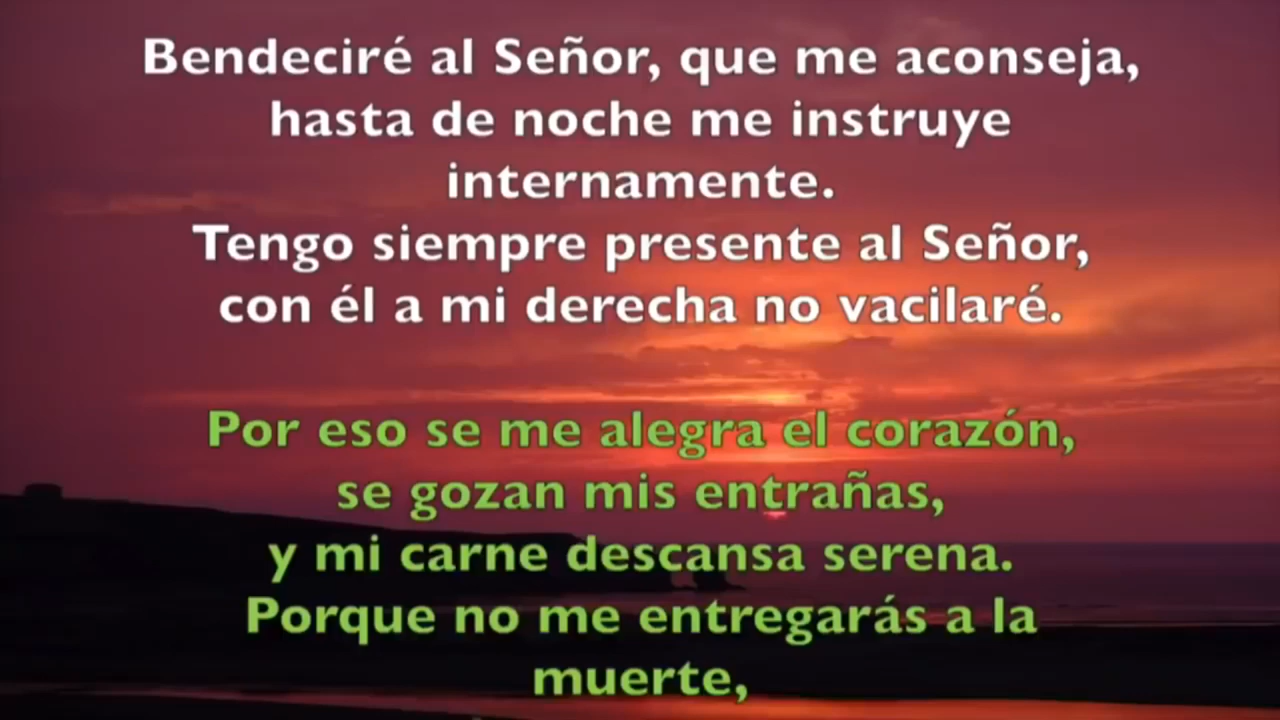 Bendeciré al Señor, que me aconseja,
hasta de noche me instruye
internamente.
Tengo siempre presente al Señor,
con él a mi derecha no vacilaré.
Por eso se me alegra el corazón,
se gozan mis entrañas,
y mi carne descansa serena.
Porque no me entregarás a la
muerte,